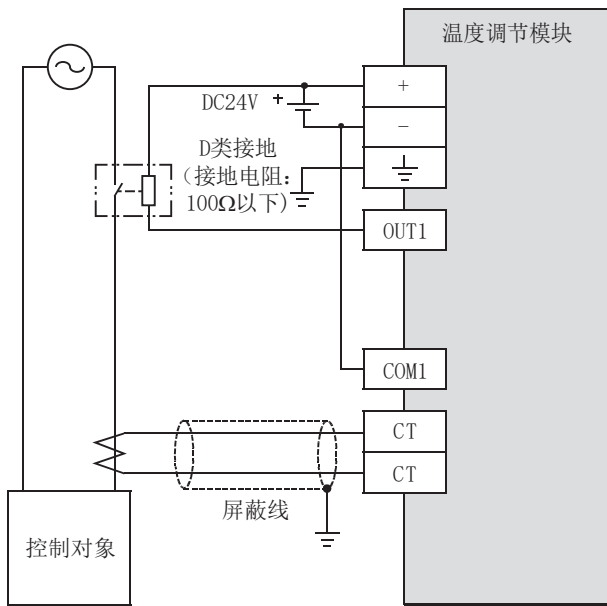 温度调节模块
+
DC24V +
−
D类接地
（接地电阻：
100Ω以下）
OUT1
COM1
CT
CT
屏蔽线
控制对象